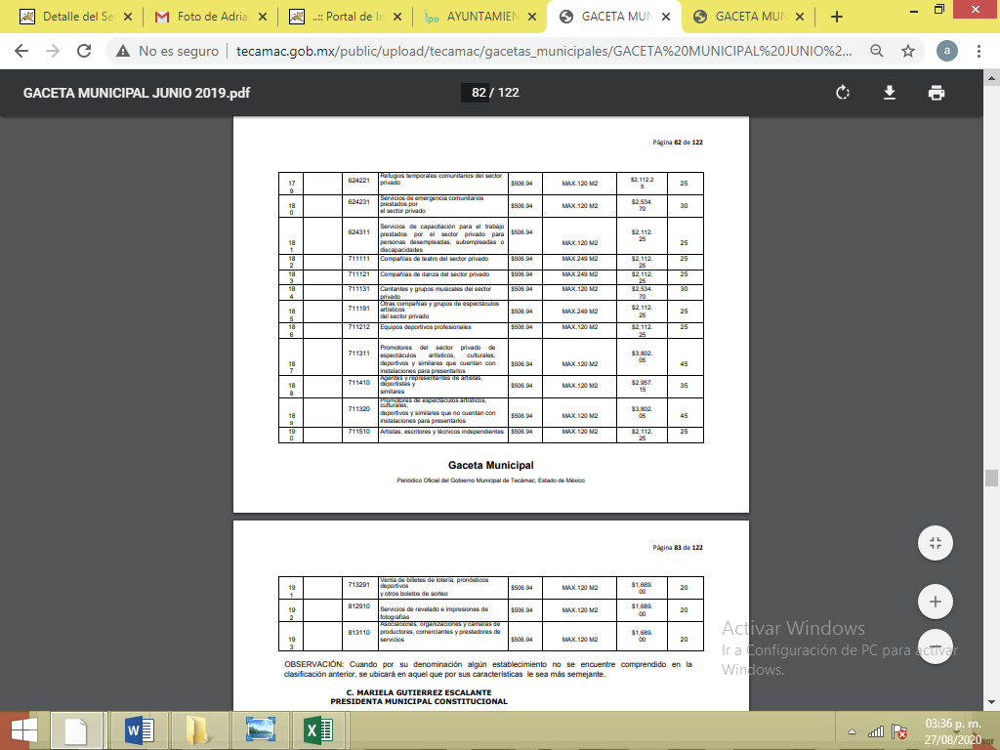 Detalle del Se
Foto de Adria
..:: Portal de In
AYUNTAMIEN
GACETA MUN
GACETA MUN
No es seguro | tecamac.gob.mx/public/upload/tecamac/gacetas_municipales/GACETA%20MUNICIPAL%20JUNIO%2...
a
GACETA MUNICIPAL JUNIO 2019.pdf
82 / 122
Página 82 de 122
179 624221 Refugios temporales comunitarios del sector privado $506.94 MAX.120 M2 $2,112.25 25
180 624231 Servicios de emergencia comunitarios prestados por el sector privado $506.94 MAX.120 M2 $2,534.70 30
181 624311 Servicios de capacitación para el trabajo prestados por el sector privado para personas desempleadas, subempleadas o discapacidades $506.94 MAX.120 M2 $2,112.25 25
182 711111 Compañías de teatro del sector privado $506.94 MAX.249 M2 $2,112.25 25
183 711121 Compañías de danza del sector privado $506.94 MAX.249 M2 $2,112.25 25
184 711131 Cantantes y grupos musicales del sector privado $506.94 MAX.120 M2 $2,534.70 30
185 711191 Otras compañías y grupos de espectáculos artísticos del sector privado $506.94 MAX.249 M2 $2,112.25 25
186 711212 Equipos deportivos profesionales $506.94 MAX.120 M2 $2,112.25 25
187 711311 Promotores del sector privado de espectáculos artísticos, culturales, deportivos y similares que cuentan con instalaciones para presentarlos $506.94 MAX.120 M2 $3,802.05 45
188 711410 Agentes y representantes de artistas, deportistas y similares $506.94 MAX.120 M2 $2,957.15 35
189 711320 Promotores de espectáculos artísticos, culturales, deportivos y similares que no cuentan con instalaciones para presentarlos $506.94 MAX.120 M2 $3,802.05 45
190 711510 Artistas, escritores y técnicos independientes $506.94 MAX.120 M2 $2,112.25 25
Gaceta Municipal
Periódico Oficial del Gobierno Municipal de Tecámac, Estado de México
Página 83 de 122
191 713291 Venta de billetes de lotería, pronósticos deportivos y otros boletos de sorteo $506.94 MAX.120 M2 $1,689.00 20
192 812910 Servicios de revelado e impresiones de fotografías $506.94 MAX.120 M2 $1,689.00 20
193 813110 Asociaciones, organizaciones y cámaras de productores, comerciantes y prestadores de servicios $506.94 MAX.120 M2 $1,689.00 20
OBSERVACIÓN: Cuando por su denominación algún establecimiento no se encuentre comprendido en la
clasificación anterior, se ubicará en aquel que por sus características le sea más semejante.
C. MARIELA GUTIERREZ ESCALANTE
PRESIDENTA MUNICIPAL CONSTITUCIONAL
Activar Windows
Ir a Configuración de PC para activar
Windows.
03:36 p. m.
27/08/2020